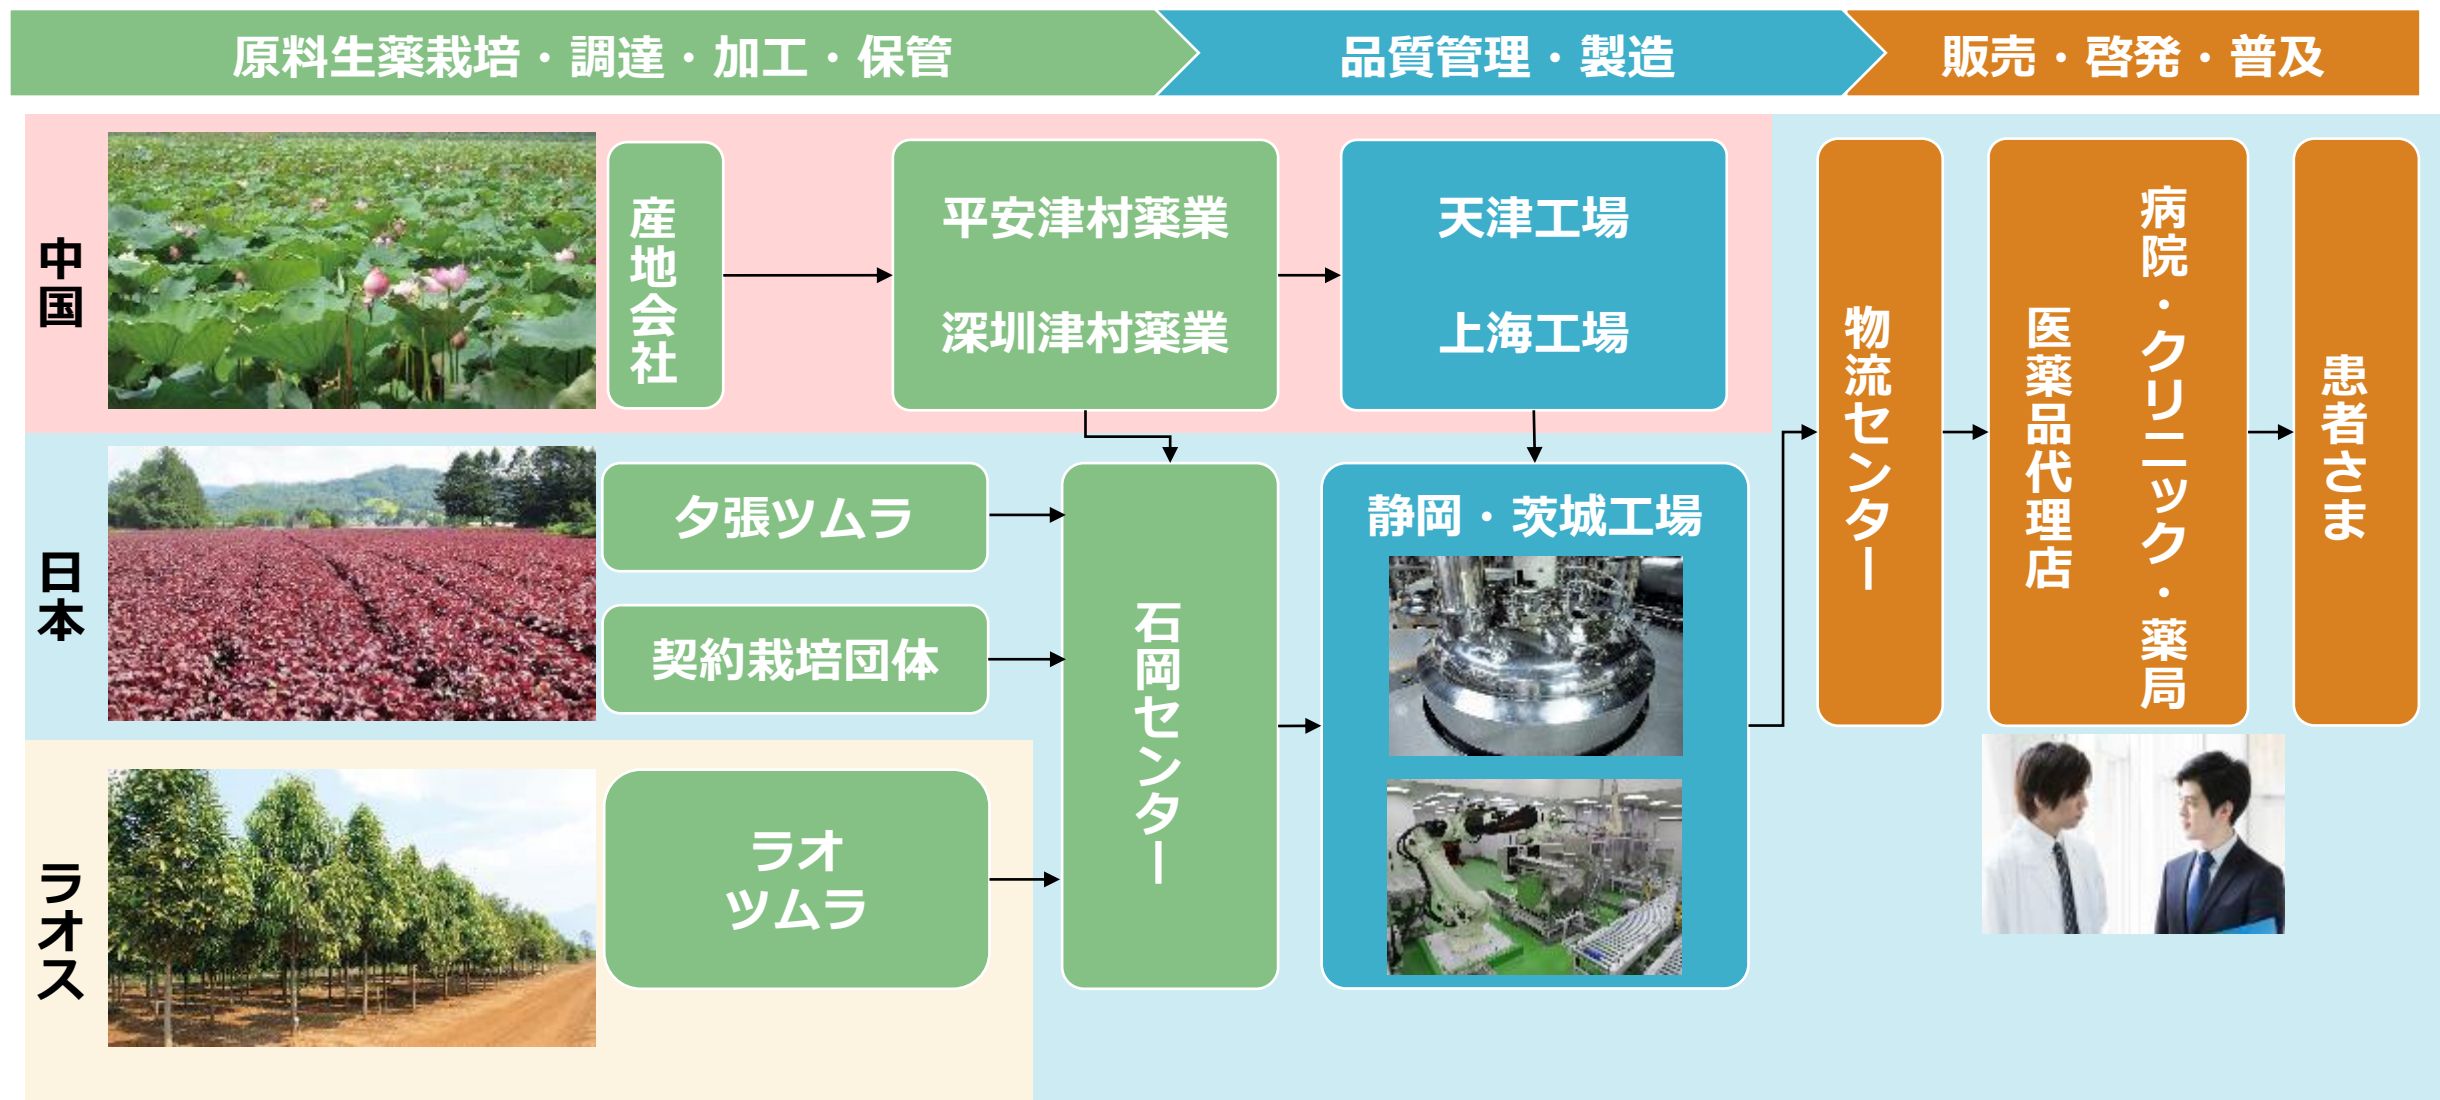 原料生薬栽培・調達・加工・保管
品質管理・製造
販売・啓発・普及
中国
産地会社
平安津村薬業
深圳津村薬業
天津工場
上海工場
日本
夕張ツムラ
契約栽培団体
石岡センター
静岡・茨城工場
ラオス
ラオ
ツムラ
物流センター
医薬品代理店
病院・クリニック・薬局
患者さま